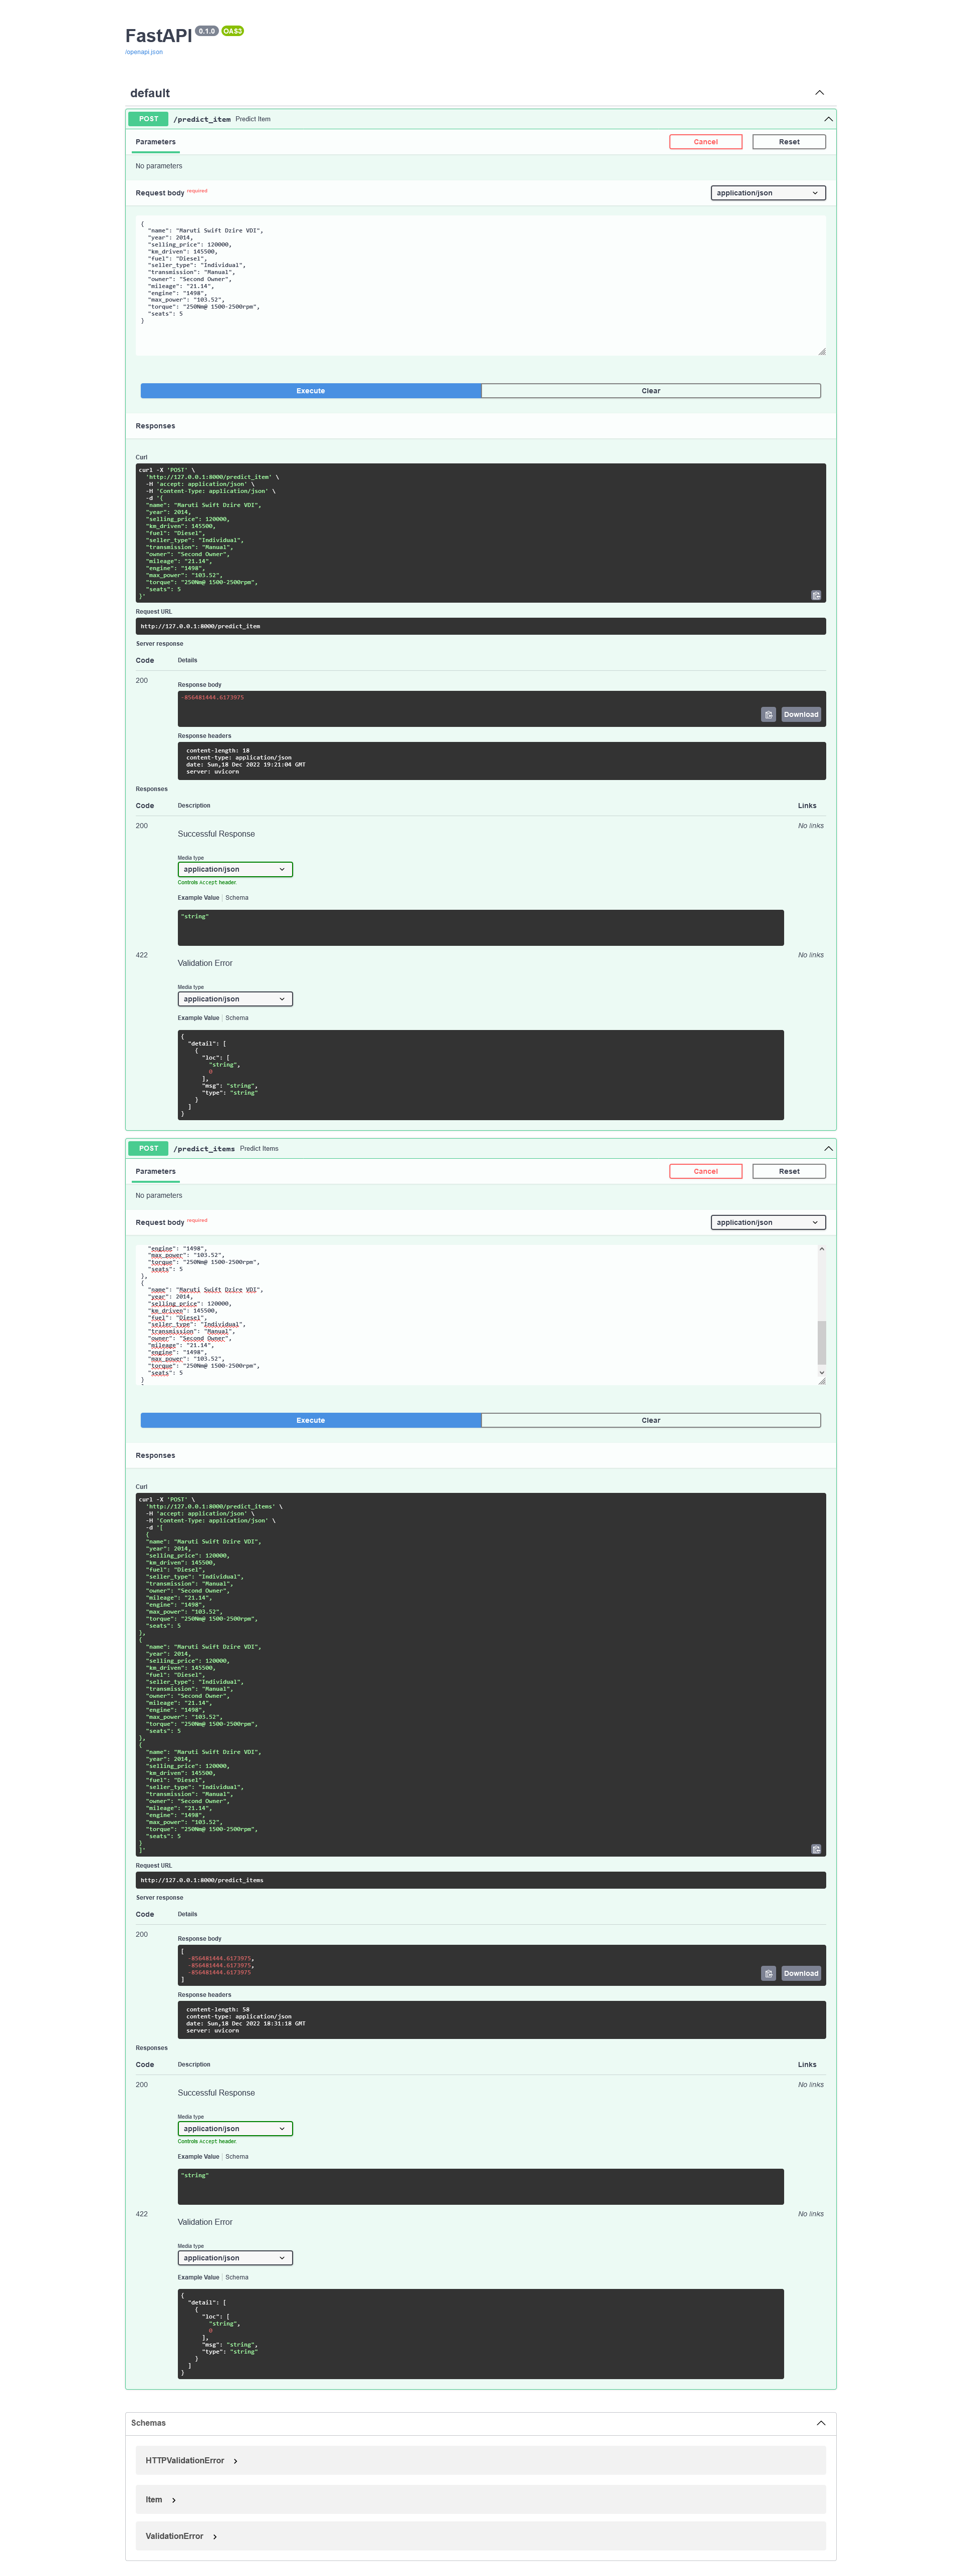 FastAPI 0.1.0 OAS3
/openapi.json
default
POST /predict_item Predict Item
Parameters Cancel Reset
No parameters
Request body required application/json
{
"name": "Maruti Swift Dzire VDI",
"year": 2014,
"selling_price": 120000,
"km_driven": 145500,
"fuel": "Diesel",
"seller_type": "Individual",
"transmission": "Manual",
"owner": "Second Owner",
"mileage": "21.14",
"engine": "1498",
"max_power": "103.52",
"torque": "250Nm@ 1500-2500rpm",
"seats": 5
}
Execute Clear
Responses
Curl
curl -X 'POST' \
'http://127.0.0.1:8000/predict_item' \
-H 'accept: application/json' \
-H 'Content-Type: application/json' \
-d '{
"name": "Maruti Swift Dzire VDI",
"year": 2014,
"selling_price": 120000,
"km_driven": 145500,
"fuel": "Diesel",
"seller_type": "Individual",
"transmission": "Manual",
"owner": "Second Owner",
"mileage": "21.14",
"engine": "1498",
"max_power": "103.52",
"torque": "250Nm@ 1500-2500rpm",
"seats": 5
}'
Request URL
http://127.0.0.1:8000/predict_item
Server response
Code Details
200
Response body
-856481444.6173975
Download
Response headers
content-length: 18
content-type: application/json
date: Sun,18 Dec 2022 19:21:04 GMT
server: uvicorn
Responses
Code Description Links
200 No links
Successful Response
Media type
application/json
Controls Accept header.
Example Value Schema
"string"
422 No links
Validation Error
Media type
application/json
Example Value Schema
{
"detail": [
{
"loc": [
"string",
0
],
"msg": "string",
"type": "string"
}
]
}
POST /predict_items Predict Items
Parameters Cancel Reset
No parameters
Request body required application/json
"engine": "1498",
"max_power": "103.52",
"torque": "250Nm@ 1500-2500rpm",
"seats": 5
},
{
"name": "Maruti Swift Dzire VDI",
"year": 2014,
"selling_price": 120000,
"km_driven": 145500,
"fuel": "Diesel",
"seller_type": "Individual",
"transmission": "Manual",
"owner": "Second Owner",
"mileage": "21.14",
"engine": "1498",
"max_power": "103.52",
"torque": "250Nm@ 1500-2500rpm",
"seats": 5
}
Execute Clear
Responses
Curl
curl -X 'POST' \
'http://127.0.0.1:8000/predict_items' \
-H 'accept: application/json' \
-H 'Content-Type: application/json' \
-d '[
{
"name": "Maruti Swift Dzire VDI",
"year": 2014,
"selling_price": 120000,
"km_driven": 145500,
"fuel": "Diesel",
"seller_type": "Individual",
"transmission": "Manual",
"owner": "Second Owner",
"mileage": "21.14",
"engine": "1498",
"max_power": "103.52",
"torque": "250Nm@ 1500-2500rpm",
"seats": 5
},
{
"name": "Maruti Swift Dzire VDI",
"year": 2014,
"selling_price": 120000,
"km_driven": 145500,
"fuel": "Diesel",
"seller_type": "Individual",
"transmission": "Manual",
"owner": "Second Owner",
"mileage": "21.14",
"engine": "1498",
"max_power": "103.52",
"torque": "250Nm@ 1500-2500rpm",
"seats": 5
},
{
"name": "Maruti Swift Dzire VDI",
"year": 2014,
"selling_price": 120000,
"km_driven": 145500,
"fuel": "Diesel",
"seller_type": "Individual",
"transmission": "Manual",
"owner": "Second Owner",
"mileage": "21.14",
"engine": "1498",
"max_power": "103.52",
"torque": "250Nm@ 1500-2500rpm",
"seats": 5
}
]'
Request URL
http://127.0.0.1:8000/predict_items
Server response
Code Details
200
Response body
[
-856481444.6173975,
-856481444.6173975,
-856481444.6173975
]
Download
Response headers
content-length: 58
content-type: application/json
date: Sun,18 Dec 2022 18:31:18 GMT
server: uvicorn
Responses
Code Description Links
200 No links
Successful Response
Media type
application/json
Controls Accept header.
Example Value Schema
"string"
422 No links
Validation Error
Media type
application/json
Example Value Schema
{
"detail": [
{
"loc": [
"string",
0
],
"msg": "string",
"type": "string"
}
]
}
Schemas
HTTPValidationError
Item
ValidationError